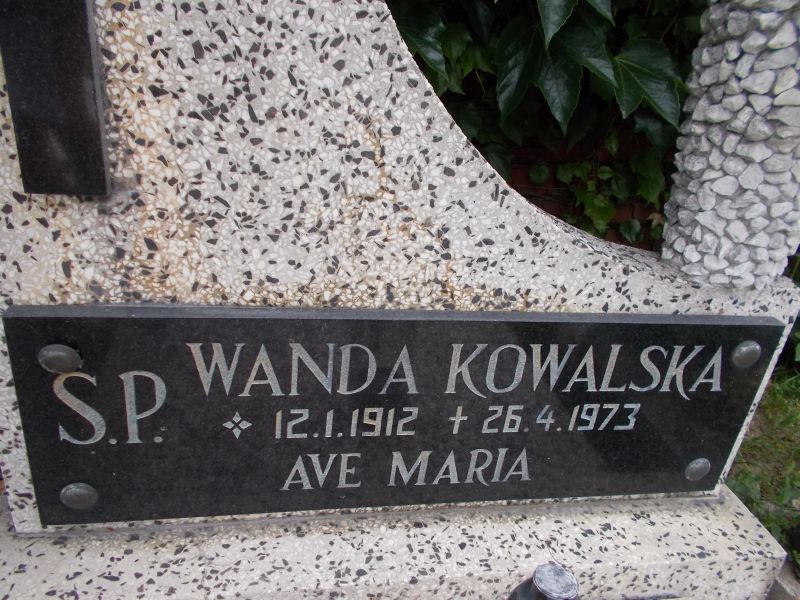 S.P. WANDA KOWALSKA
12.1.1912 + 26.4.1973
AVE MARIA